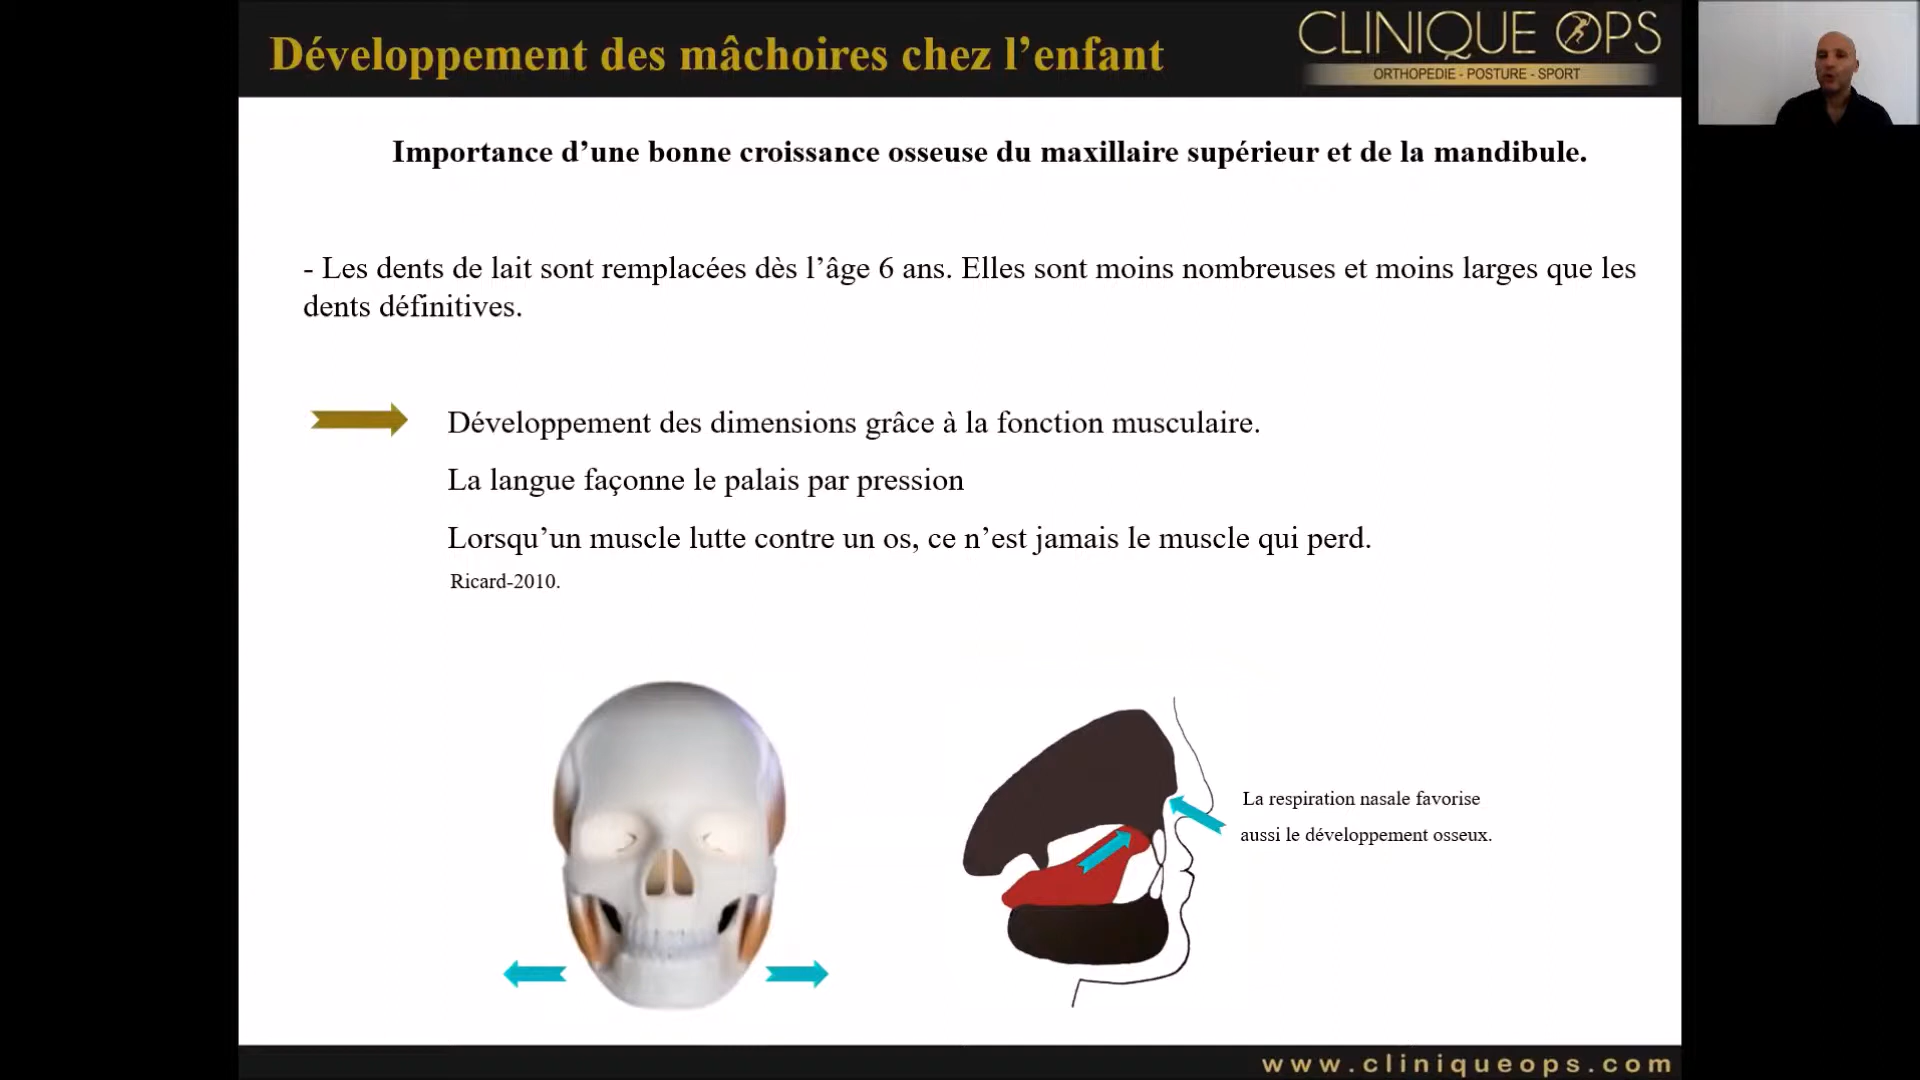 Développement des mâchoires chez l’enfant
CLINIQUE OPS
ORTHOPEDIE - POSTURE - SPORT
Importance d’une bonne croissance osseuse du maxillaire supérieur et de la mandibule.
- Les dents de lait sont remplacées dès l’âge 6 ans. Elles sont moins nombreuses et moins larges que les
dents définitives.
Développement des dimensions grâce à la fonction musculaire.
La langue façonne le palais par pression
Lorsqu’un muscle lutte contre un os, ce n’est jamais le muscle qui perd.
Ricard-2010.
La respiration nasale favorise
aussi le développement osseux.
www.cliniqueops.com